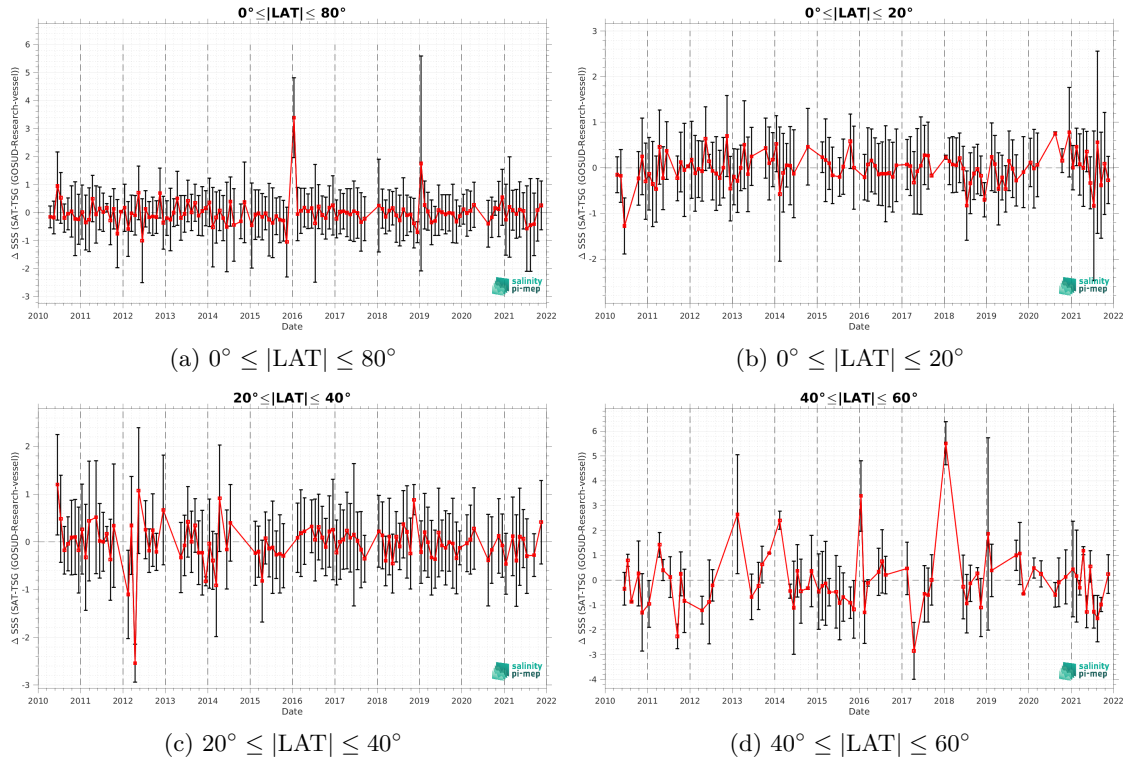 0°≤|LAT|≤ 80°
Δ SSS (SAT-TSG (GOSUD-Research-vessel))
6
5
4
3
2
1
0
-1
-2
-3
2010 2011 2012 2013 2014 2015 2016 2017 2018 2019 2020 2021 2022
Date
salinity
pi-mep
(a) 0° ≤ |LAT| ≤ 80°
0°≤|LAT|≤ 20°
Δ SSS (SAT-TSG (GOSUD-Research-vessel))
3
2
1
0
-1
-2
2010 2011 2012 2013 2014 2015 2016 2017 2018 2019 2020 2021 2022
Date
salinity
pi-mep
(b) 0° ≤ |LAT| ≤ 20°
20°≤|LAT|≤ 40°
Δ SSS (SAT-TSG (GOSUD-Research-vessel))
2
1
0
-1
-2
-3
2010 2011 2012 2013 2014 2015 2016 2017 2018 2019 2020 2021 2022
Date
salinity
pi-mep
(c) 20° ≤ |LAT| ≤ 40°
40°≤|LAT|≤ 60°
Δ SSS (SAT-TSG (GOSUD-Research-vessel))
6
5
4
3
2
1
0
-1
-2
-3
-4
2010 2011 2012 2013 2014 2015 2016 2017 2018 2019 2020 2021 2022
Date
salinity
pi-mep
(d) 40° ≤ |LAT| ≤ 60°